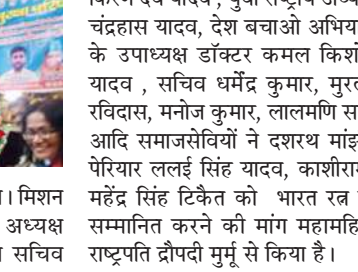 चंद्रहास यादव, देश बचाओ अभिय
के उपाध्यक्ष डॉक्टर कमल किश
यादव , सचिव धर्मेंद्र कुमार, मुर
रविदास, मनोज कुमार, लालमणि स
आदि समाजसेवियों ने दशरथ मांझ
पेरियार ललई सिंह यादव, काशीरा
महेंद्र सिंह टिकैत को भारत रत्न
सम्मानित करने की मांग महामहि
राष्ट्रपति द्रौपदी मुर्मू से किया है।
। मिशन
अध्यक्ष
सचिव